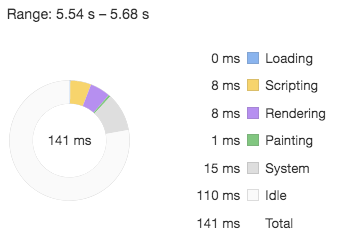 Range: 5.54 s – 5.68 s
141 ms
0 ms Loading
8 ms Scripting
8 ms Rendering
1 ms Painting
15 ms System
110 ms Idle
141 ms Total